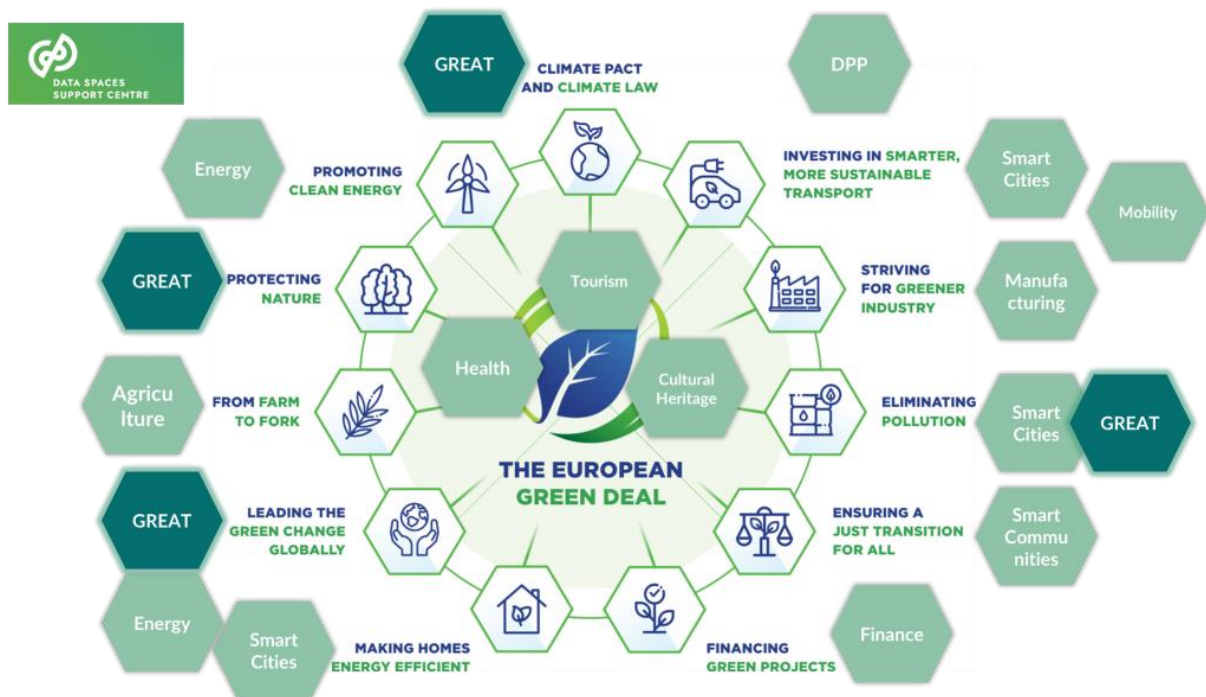 DATA SPACES
SUPPORT CENTRE
GREAT
CLIMATE PACT
AND CLIMATE LAW
DPP
Energy
PROMOTING
CLEAN ENERGY
INVESTING IN SMARTER,
MORE SUSTAINABLE
TRANSPORT
Smart
Cities
Mobility
GREAT
PROTECTING
NATURE
Tourism
STRIVING
FOR GREENER
INDUSTRY
Manufa
cturing
Health
Cultural
Heritage
Agricu
lture
FROM FARM
TO FORK
ELIMINATING
POLLUTION
Smart
Cities
GREAT
THE EUROPEAN
GREEN DEAL
GREAT
LEADING THE
GREEN CHANGE
GLOBALLY
ENSURING A
JUST TRANSITION
FOR ALL
Smart
Commu
nities
Energy
Smart
Cities
MAKING HOMES
ENERGY EFFICIENT
FINANCING
GREEN PROJECTS
Finance